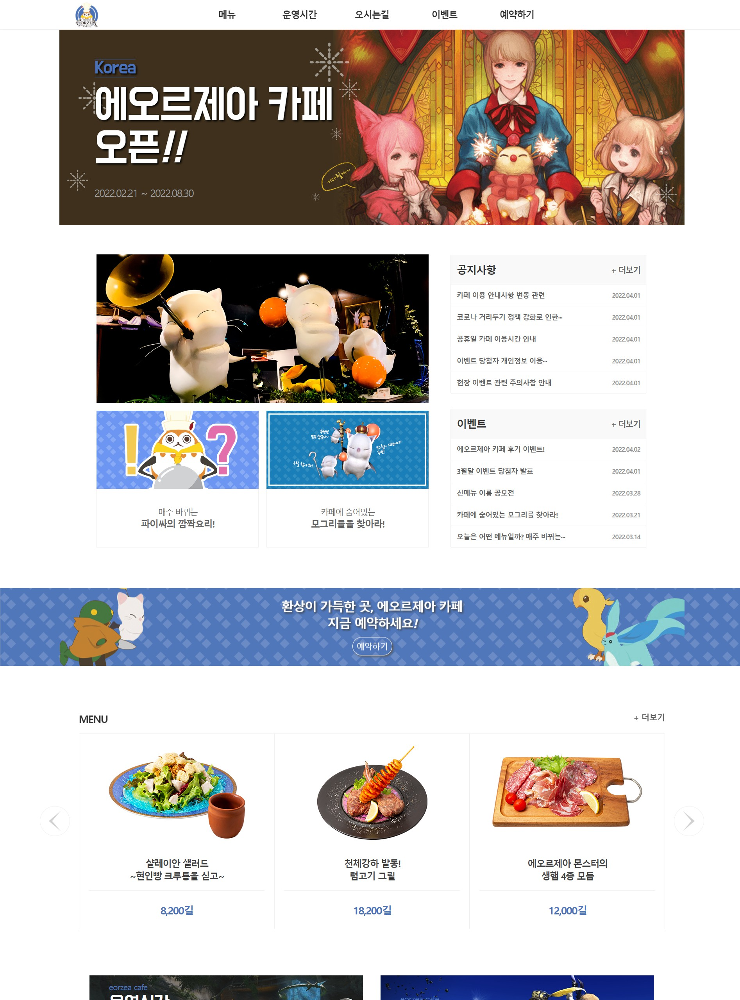 EORZEA
CAFE
메뉴
운영시간
오시는길
이벤트
예약하기
Korea
에오르제아 카페
오픈!!
기다릴게~
2022.02.21 ~ 2022.08.30
공지사항
+ 더보기
카페 이용 안내사항 변동 관련
2022.04.01
코로나 거리두기 정책 강화로 인한···
2022.04.01
공휴일 카페 이용시간 안내
2022.04.01
이벤트 당첨자 개인정보 이용···
2022.04.01
현장 이벤트 관련 주의사항 안내
2022.04.01
!
?
매주 바뀌는
파이싸의 깜짝요리!
우릴 찾아보라!
카페에 숨어있는
모그리들을 찾아라!
이벤트
+ 더보기
에오르제아 카페 후기 이벤트!
2022.04.02
3월달 이벤트 당첨자 발표
2022.04.01
신메뉴 이름 공모전
2022.03.28
카페에 숨어있는 모그리를 찾아라!
2022.03.21
오늘은 어떤 메뉴일까? 매주 바뀌는···
2022.03.14
환상이 가득한 곳, 에오르제아 카페
지금 예약하세요!
예약하기
MENU
+ 더보기
샬레이안 샐러드
~현인빵 크루통을 싣고~
8,200길
천체강하 발동!
럼고기 그릴
18,200길
에오르제아 몬스터의
생햄 4종 모듬
12,000길
eorzea cafe
운영시간
eorzea cafe